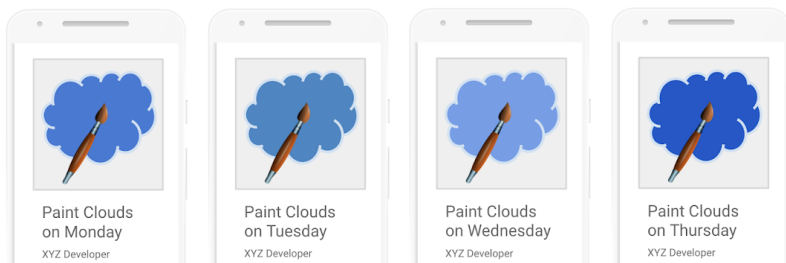 Paint Clouds
on Monday
XYZ Developer
Paint Clouds
on Tuesday
XYZ Developer
Paint Clouds
on Wednesday
XYZ Developer
Paint Clouds
on Thursday
XYZ Developer